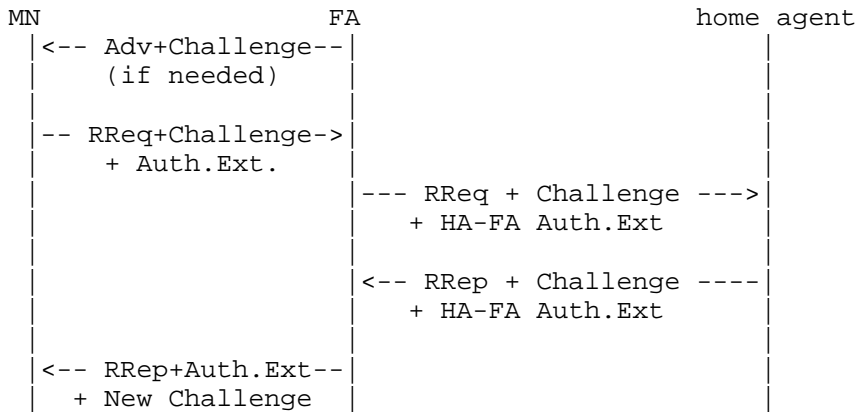 MN                     FA                       home agent
|<-- Adv+Challenge--|
(if needed)
|-- RReq+Challenge->|
+ Auth.Ext.
|--- RReq + Challenge --->|
+ HA-FA Auth.Ext
|<-- RRep + Challenge ----|
+ HA-FA Auth.Ext
|<-- RRep+Auth.Ext--|
+ New Challenge